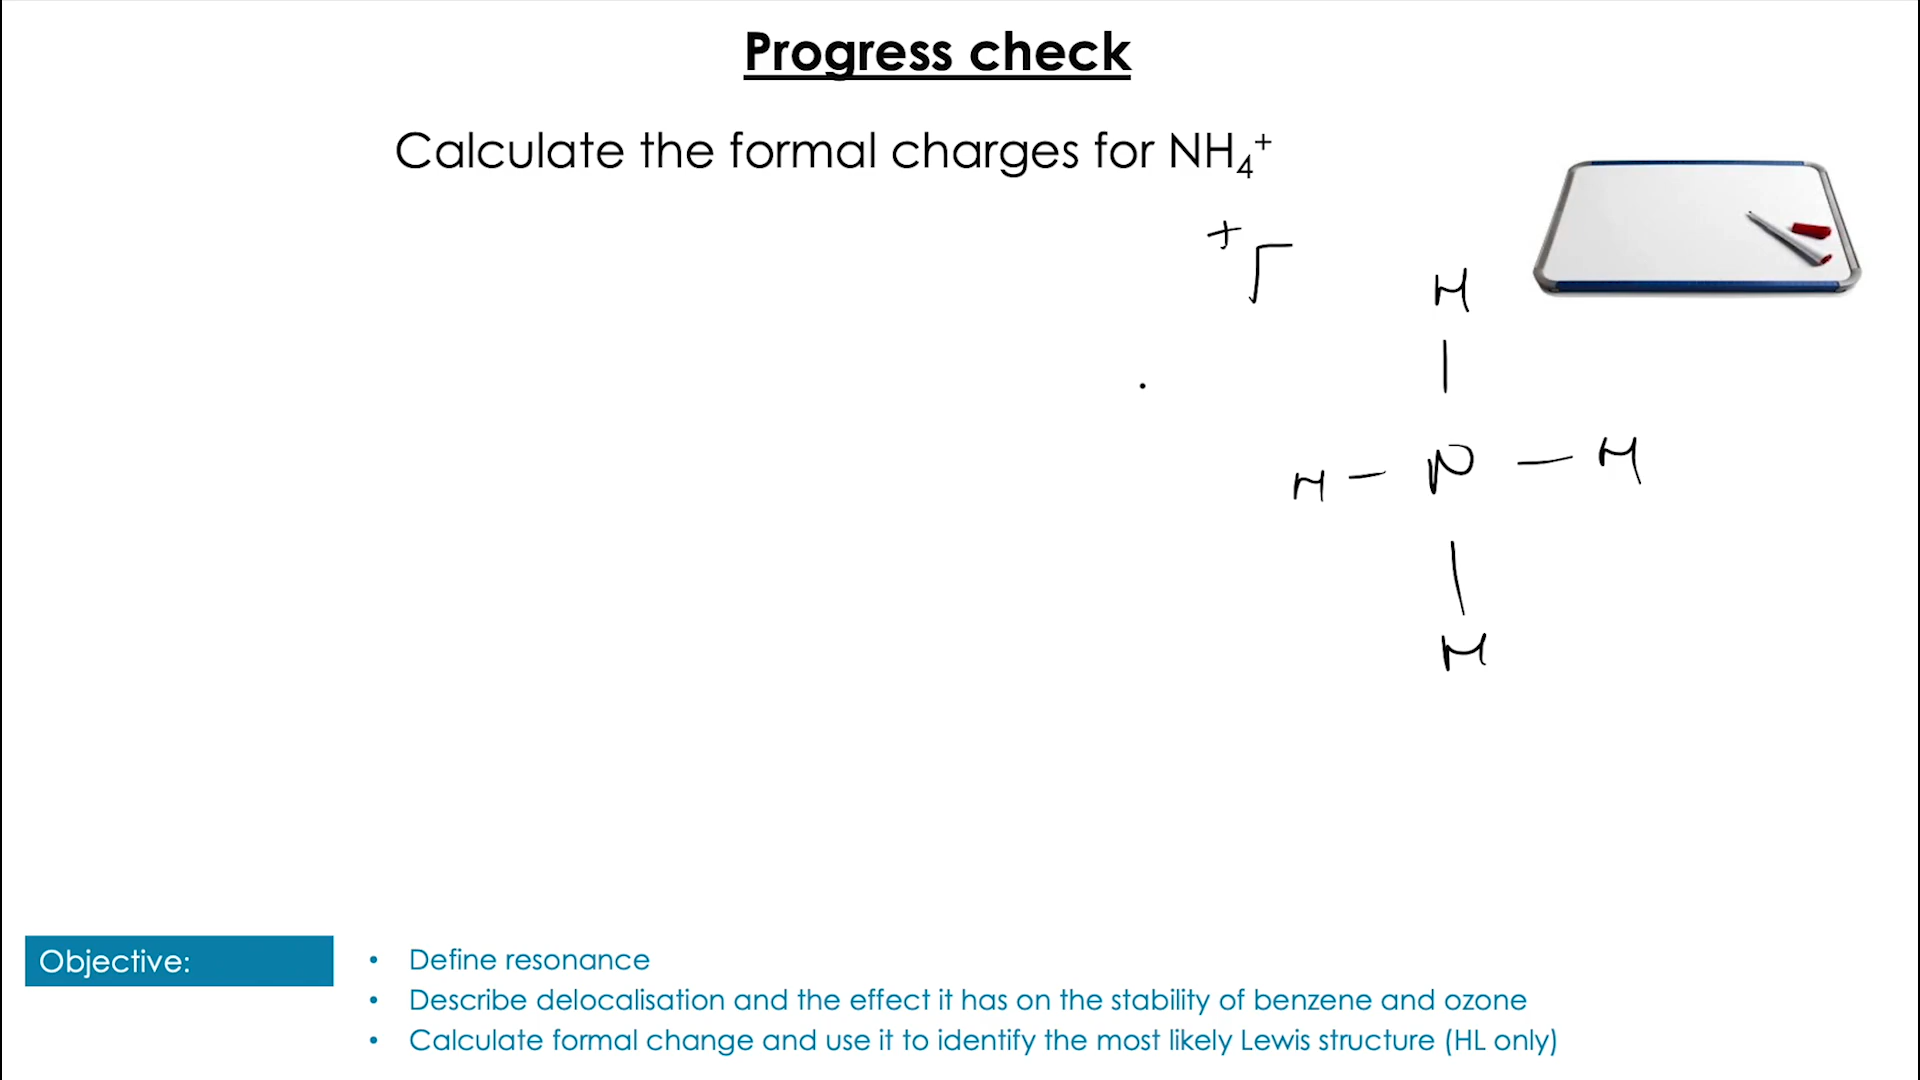 Progress check
Calculate the formal charges for NH₄⁺
+
H
H - N - H
H
Objective:
• Define resonance
• Describe delocalisation and the effect it has on the stability of benzene and ozone
• Calculate formal change and use it to identify the most likely Lewis structure (HL only)